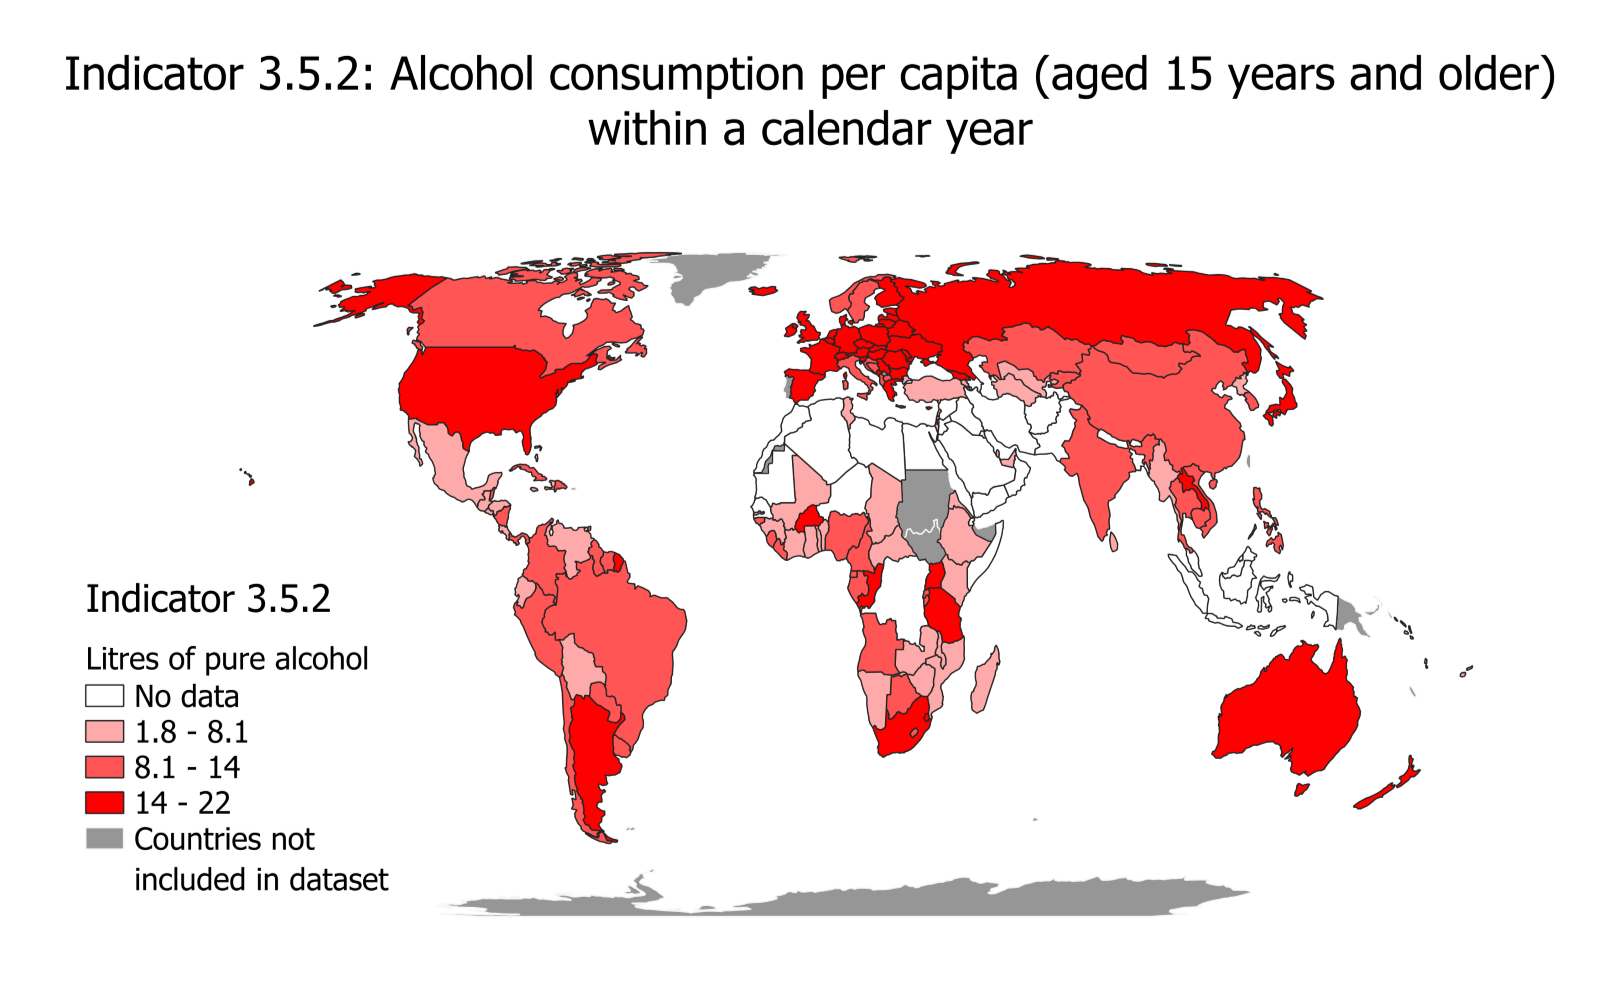 Indicator 3.5.2: Alcohol consumption per capita (aged 15 years and older)
within a calendar year
Indicator 3.5.2
Litres of pure alcohol
No data
1.8 - 8.1
8.1 - 14
14 - 22
Countries not
included in dataset